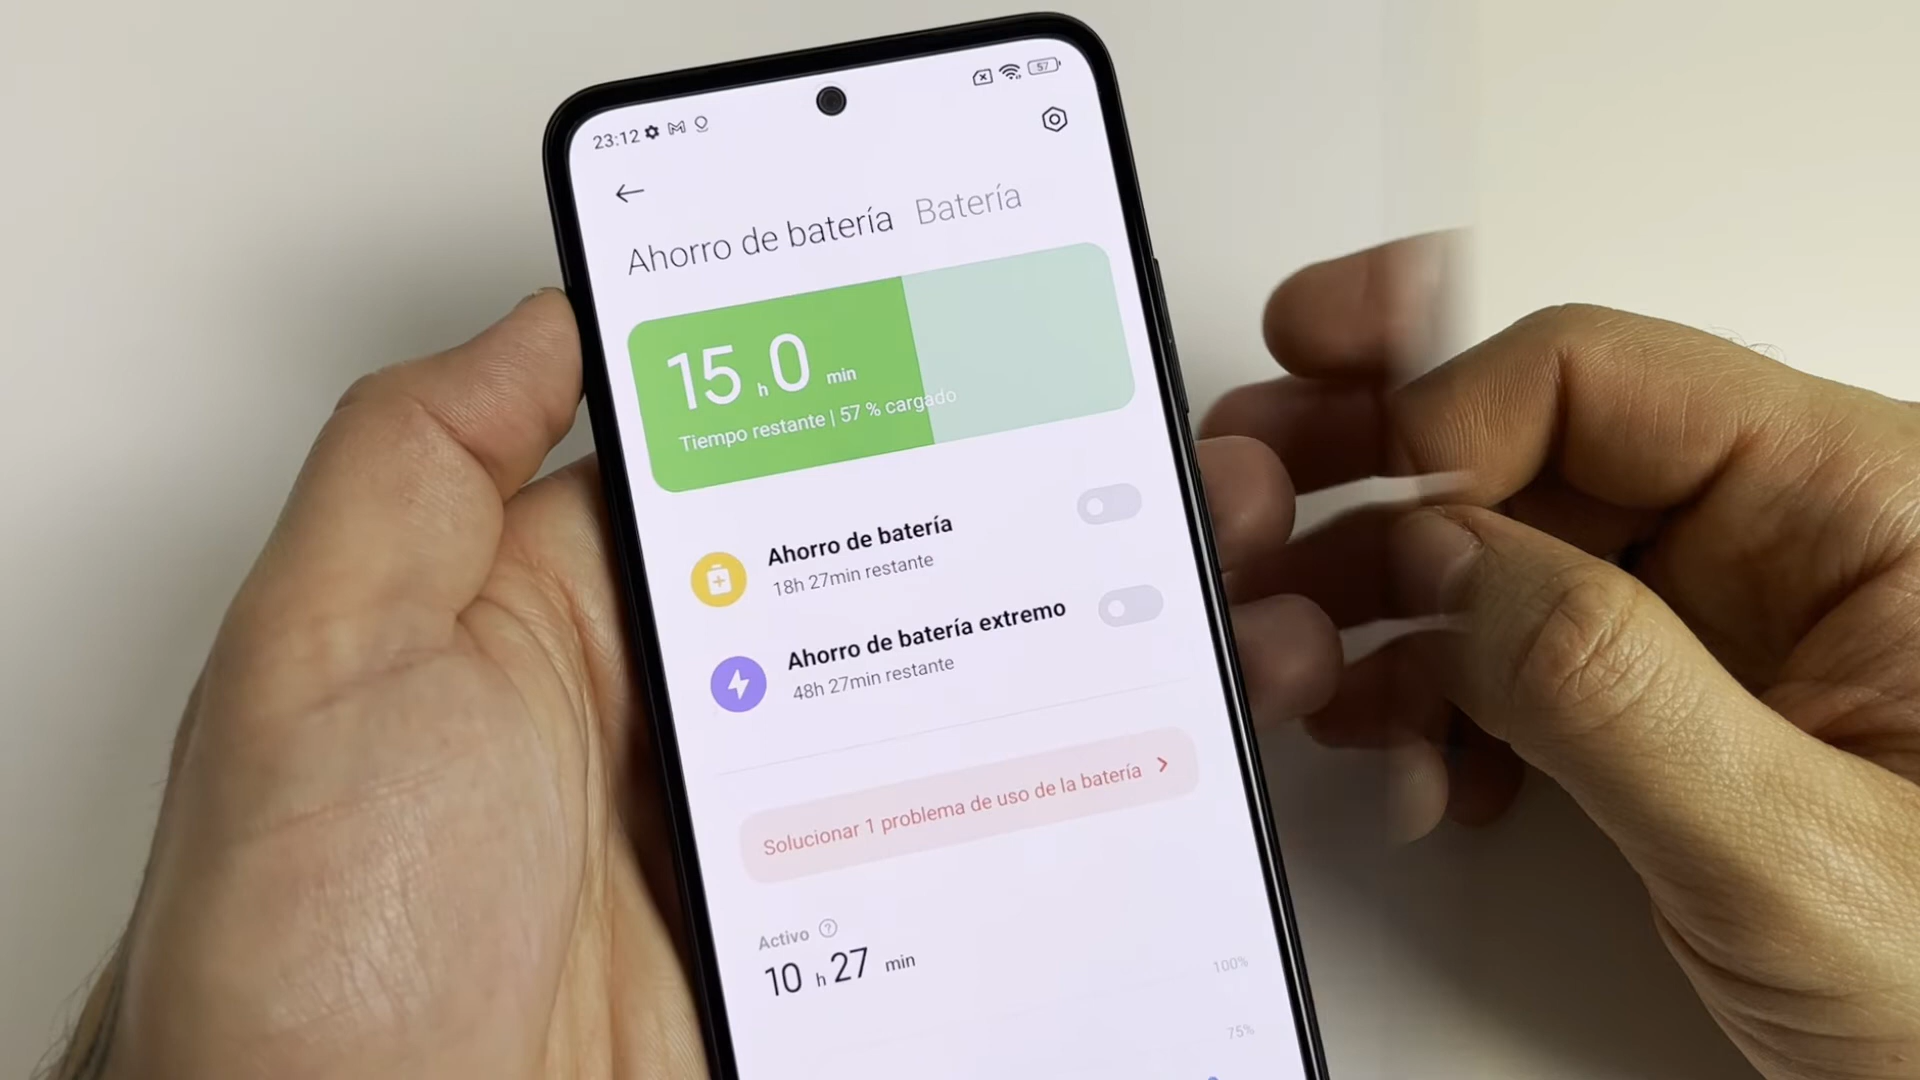 23:12
57
Ahorro de batería Batería
15 h 0 min
Tiempo restante | 57 % cargado
Ahorro de batería
18h 27min restante
Ahorro de batería extremo
48h 27min restante
Solucionar 1 problema de uso de la batería
Activo
10 h 27 min
100%
75%